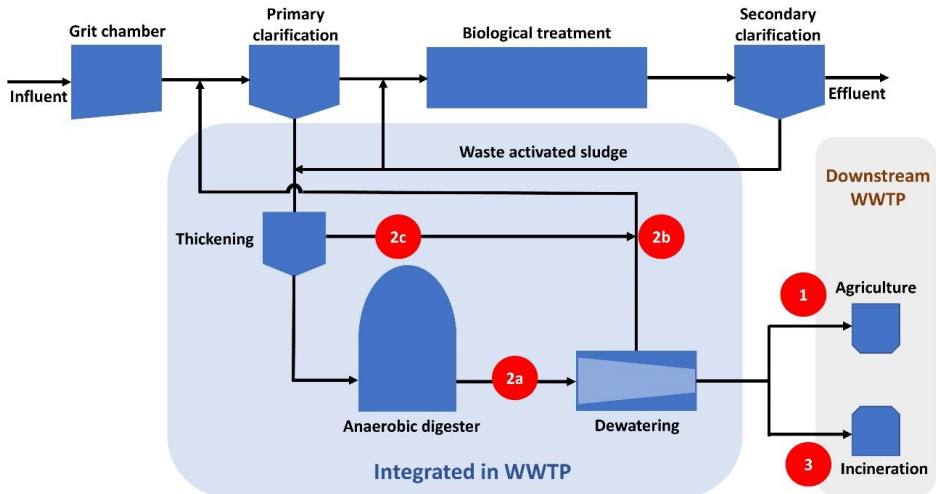 Grit chamber
Primary
clarification
Biological treatment
Secondary
clarification
Influent
Effluent
Waste activated sludge
Downstream
WWTP
Thickening
2c
2b
1
Agriculture
2a
Anaerobic digester
Dewatering
3
Incineration
Integrated in WWTP